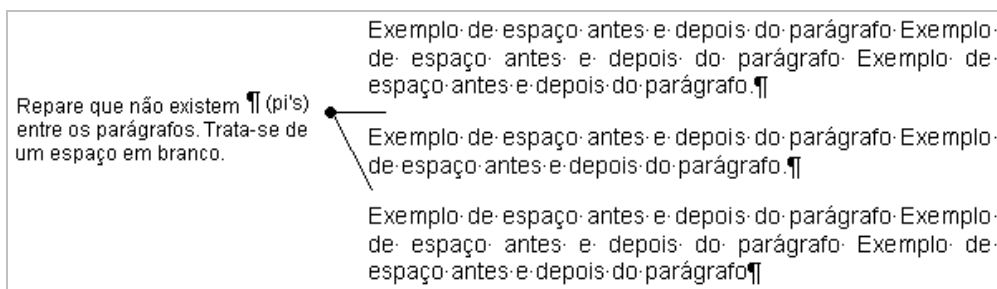 Repare que não existem ¶ (pi's)
entre os parágrafos. Trata-se de
um espaço em branco.
Exemplo·de·espaço·antes·e·depois·do·parágrafo·Exemplo·
de· espaço· antes· e· depois· do· parágrafo· Exemplo· de·
espaço·antes·e·depois·do·parágrafo.¶
Exemplo·de·espaço·antes·e·depois·do·parágrafo·Exemplo·
de·espaço·antes·e·depois·do·parágrafo.¶
Exemplo·de·espaço·antes·e·depois·do·parágrafo·Exemplo·
de· espaço· antes· e· depois· do· parágrafo· Exemplo· de·
espaço·antes·e·depois·do·parágrafo¶